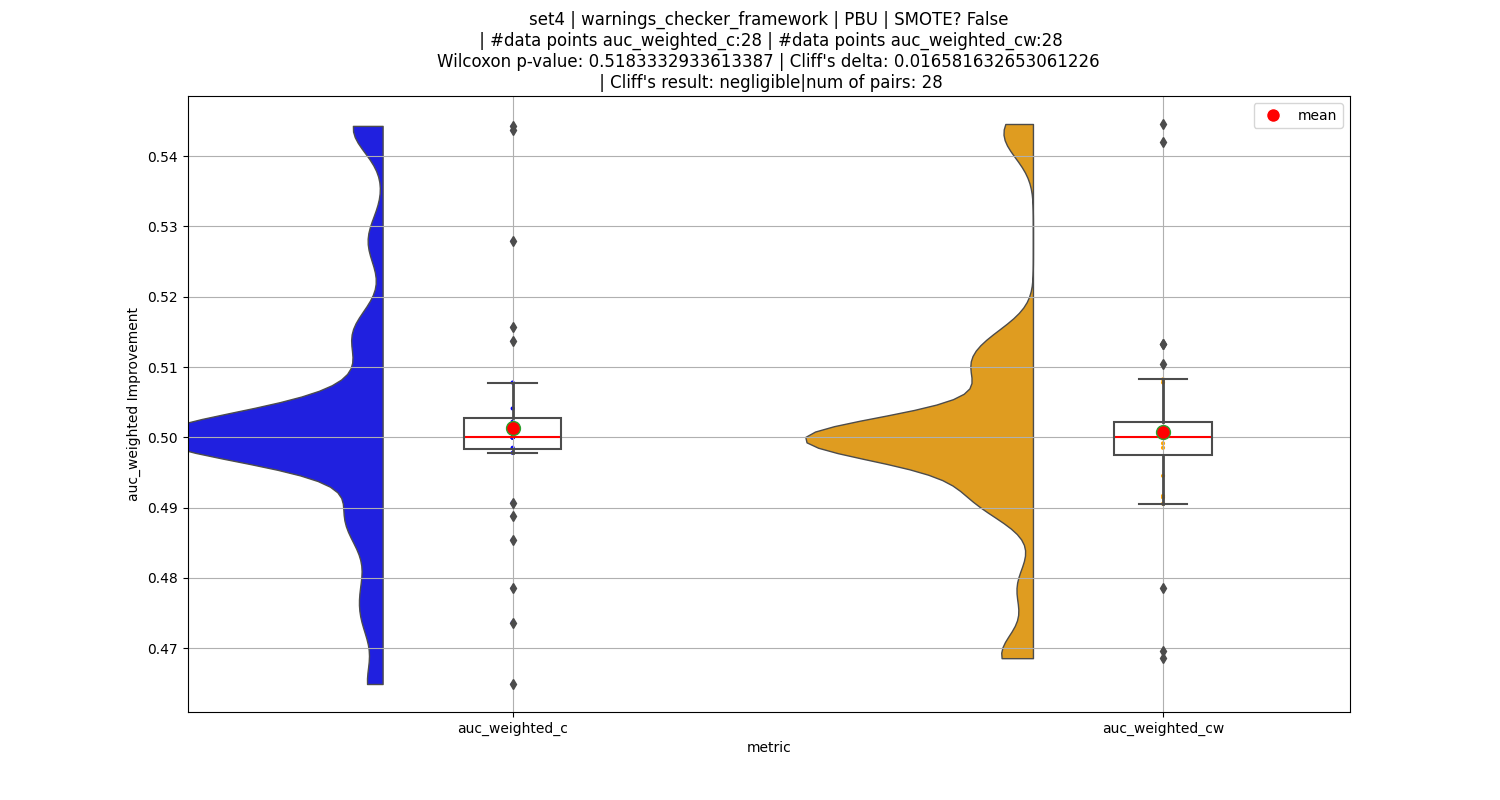 set4 | warnings_checker_framework | PBU | SMOTE? False
| #data points auc_weighted_c:28 | #data points auc_weighted_cw:28
Wilcoxon p-value: 0.5183332933613387 | Cliff's delta: 0.016581632653061226
| Cliff's result: negligible|num of pairs: 28
mean
0.54
0.53
0.52
0.51
0.50
0.49
0.48
0.47
auc_weighted Improvement
auc_weighted_c
auc_weighted_cw
metric